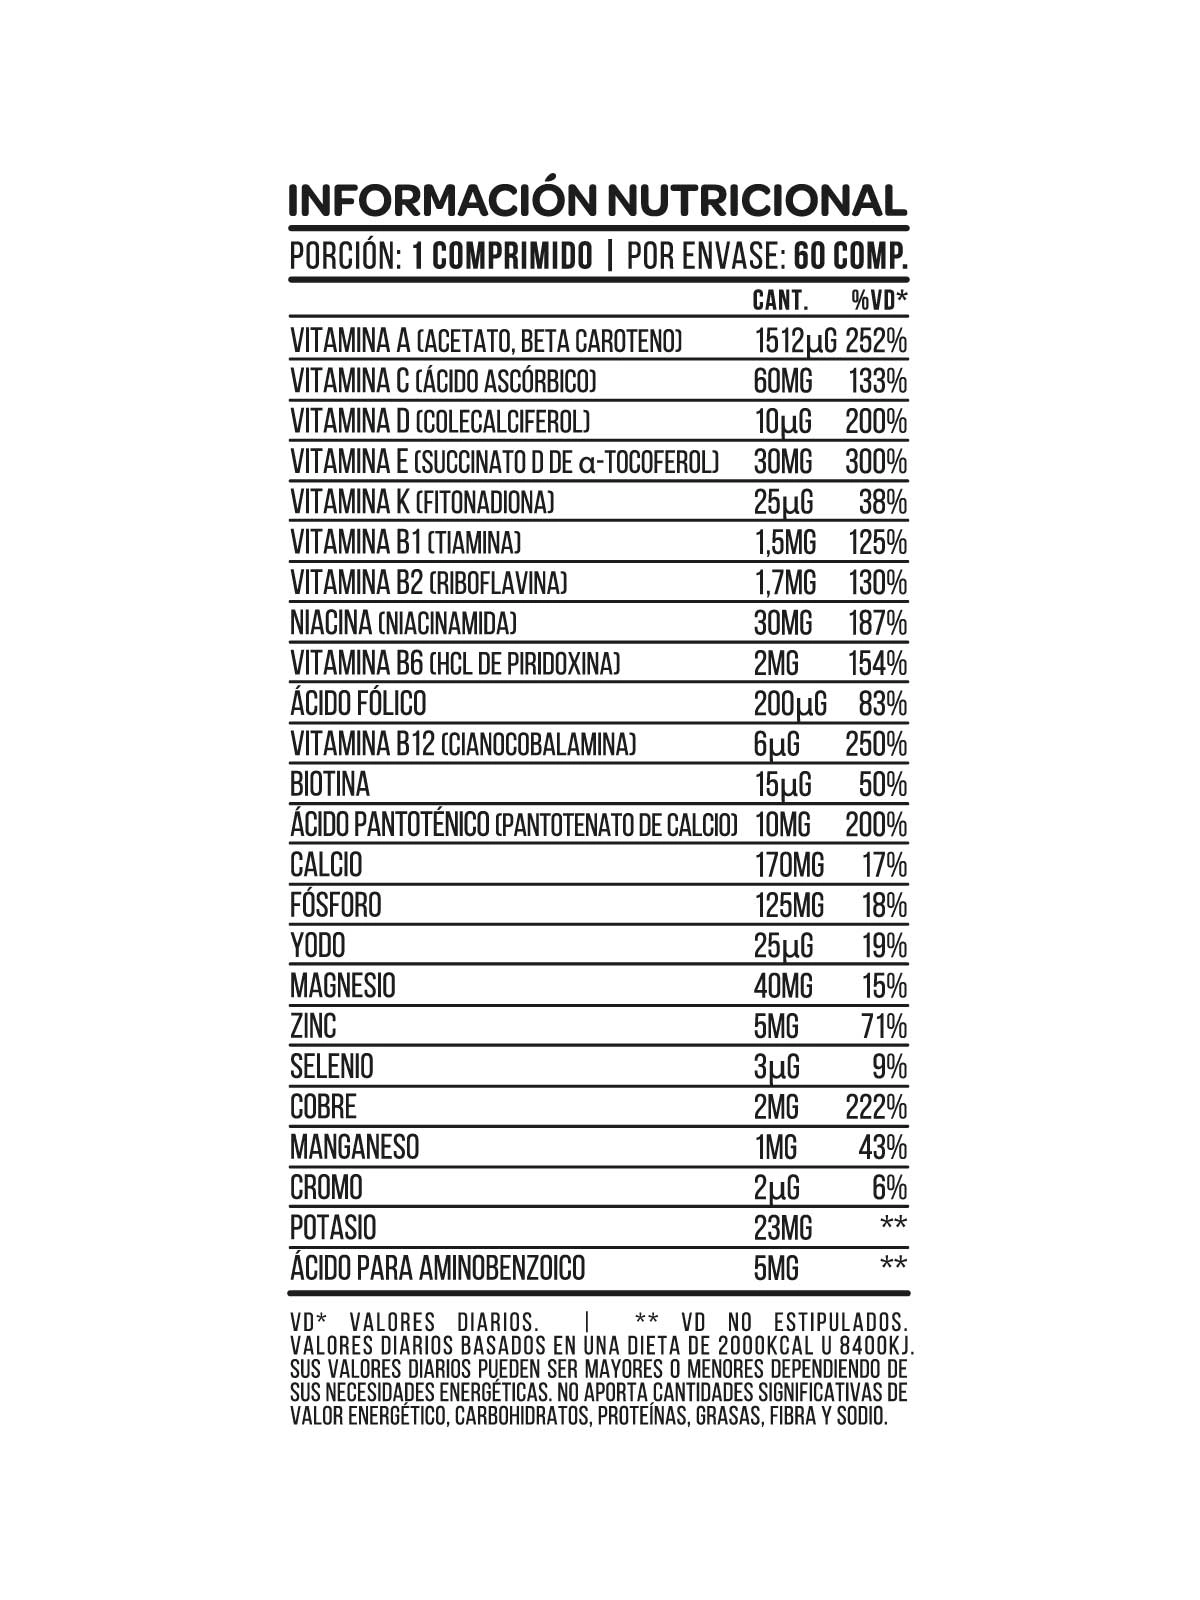 INFORMACIÓN NUTRICIONAL
PORCIÓN: 1 COMPRIMIDO | POR ENVASE: 60 COMP.
CANT. %VD*
VITAMINA A (ACETATO, BETA CAROTENO) 1512µG 252%
VITAMINA C (ÁCIDO ASCÓRBICO) 60MG 133%
VITAMINA D (COLECALCIFEROL) 10µG 200%
VITAMINA E (SUCCINATO D DE α-TOCOFEROL) 30MG 300%
VITAMINA K (FITONADIONA) 25µG 38%
VITAMINA B1 (TIAMINA) 1,5MG 125%
VITAMINA B2 (RIBOFLAVINA) 1,7MG 130%
NIACINA (NIACINAMIDA) 30MG 187%
VITAMINA B6 (HCL DE PIRIDOXINA) 2MG 154%
ÁCIDO FÓLICO 200µG 83%
VITAMINA B12 (CIANOCOBALAMINA) 6µG 250%
BIOTINA 15µG 50%
ÁCIDO PANTOTÉNICO (PANTOTENATO DE CALCIO) 10MG 200%
CALCIO 170MG 17%
FÓSFORO 125MG 18%
YODO 25µG 19%
MAGNESIO 40MG 15%
ZINC 5MG 71%
SELENIO 3µG 9%
COBRE 2MG 222%
MANGANESO 1MG 43%
CROMO 2µG 6%
POTASIO 23MG **
ÁCIDO PARA AMINOBENZOICO 5MG **
VD* VALORES DIARIOS. | ** VD NO ESTIPULADOS.
VALORES DIARIOS BASADOS EN UNA DIETA DE 2000KCAL U 8400KJ.
SUS VALORES DIARIOS PUEDEN SER MAYORES O MENORES DEPENDIENDO DE
SUS NECESIDADES ENERGÉTICAS. NO APORTA CANTIDADES SIGNIFICATIVAS DE
VALOR ENERGÉTICO, CARBOHIDRATOS, PROTEÍNAS, GRASAS, FIBRA Y SODIO.